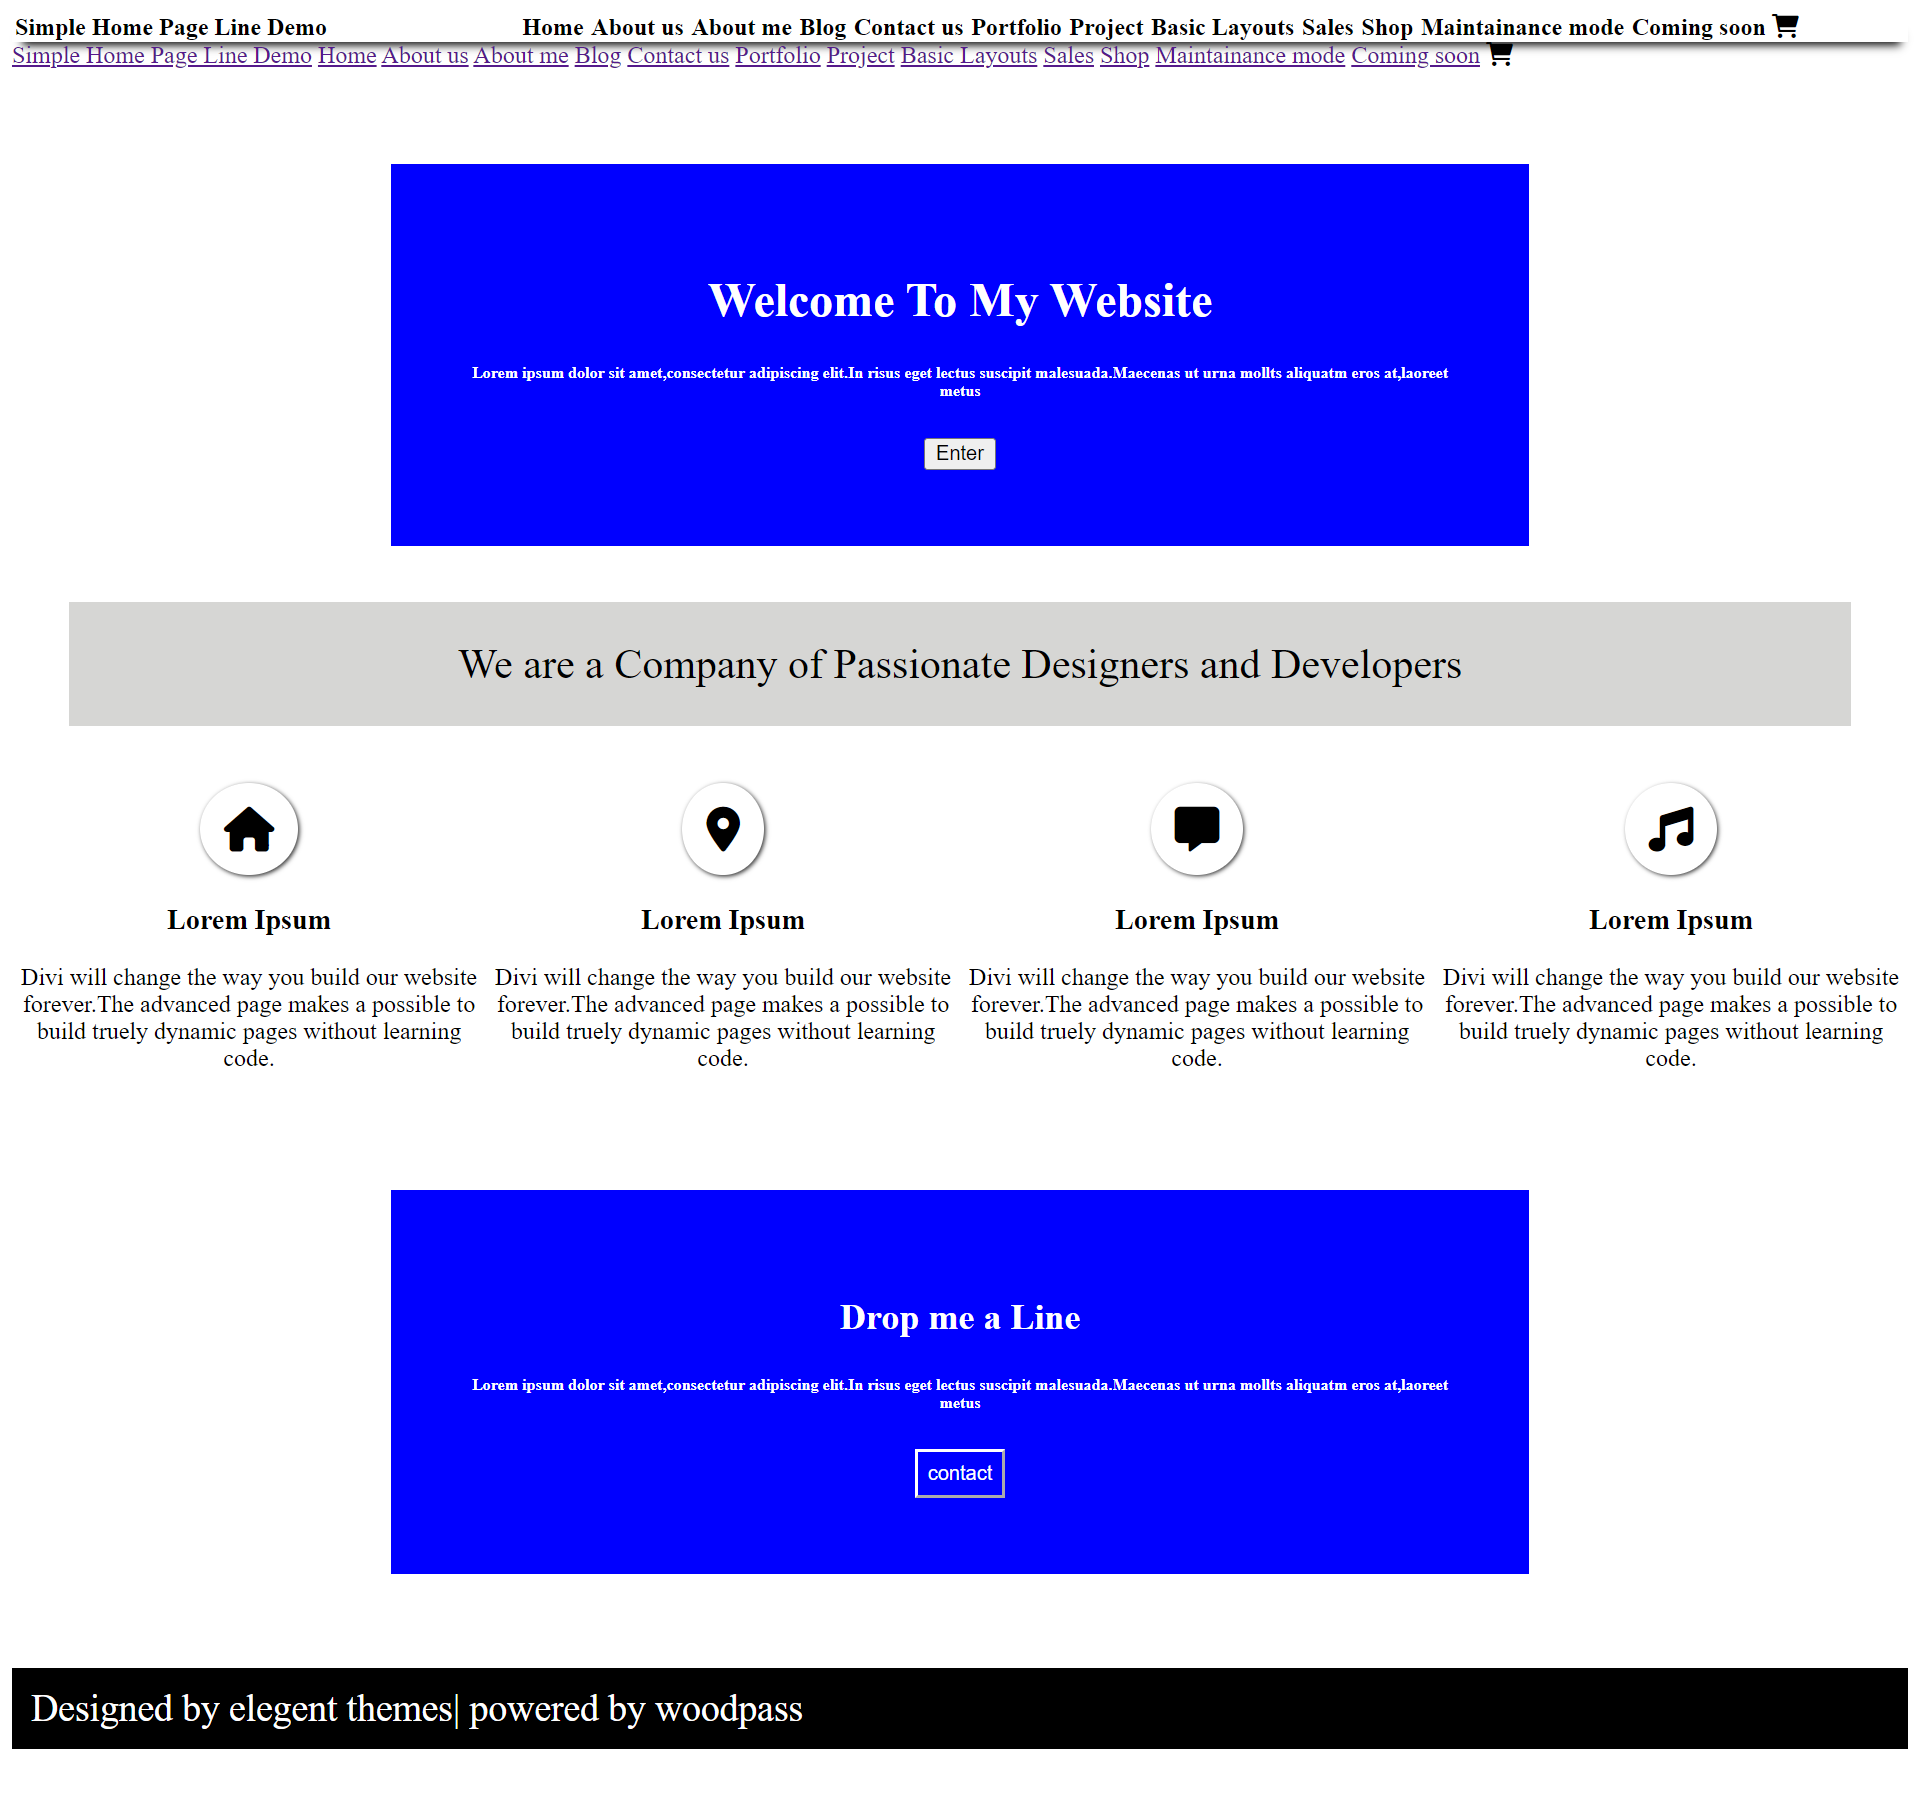 Simple Home Page Line Demo Home About us About me Blog Contact us Portfolio Project Basic Layouts Sales Shop Maintainance mode Coming soon
Simple Home Page Line Demo Home About us About me Blog Contact us Portfolio Project Basic Layouts Sales Shop Maintainance mode Coming soon
Welcome To My Website
Lorem ipsum dolor sit amet,consectetur adipiscing elit.In risus eget lectus suscipit malesuada.Maecenas ut urna mollts aliquatm eros at,laoreet
metus
Enter
We are a Company of Passionate Designers and Developers
Lorem Ipsum
Divi will change the way you build our website
forever.The advanced page makes a possible to
build truely dynamic pages without learning
code.
Lorem Ipsum
Divi will change the way you build our website
forever.The advanced page makes a possible to
build truely dynamic pages without learning
code.
Lorem Ipsum
Divi will change the way you build our website
forever.The advanced page makes a possible to
build truely dynamic pages without learning
code.
Lorem Ipsum
Divi will change the way you build our website
forever.The advanced page makes a possible to
build truely dynamic pages without learning
code.
Drop me a Line
Lorem ipsum dolor sit amet,consectetur adipiscing elit.In risus eget lectus suscipit malesuada.Maecenas ut urna mollts aliquatm eros at,laoreet
metus
contact
Designed by elegent themes| powered by woodpass